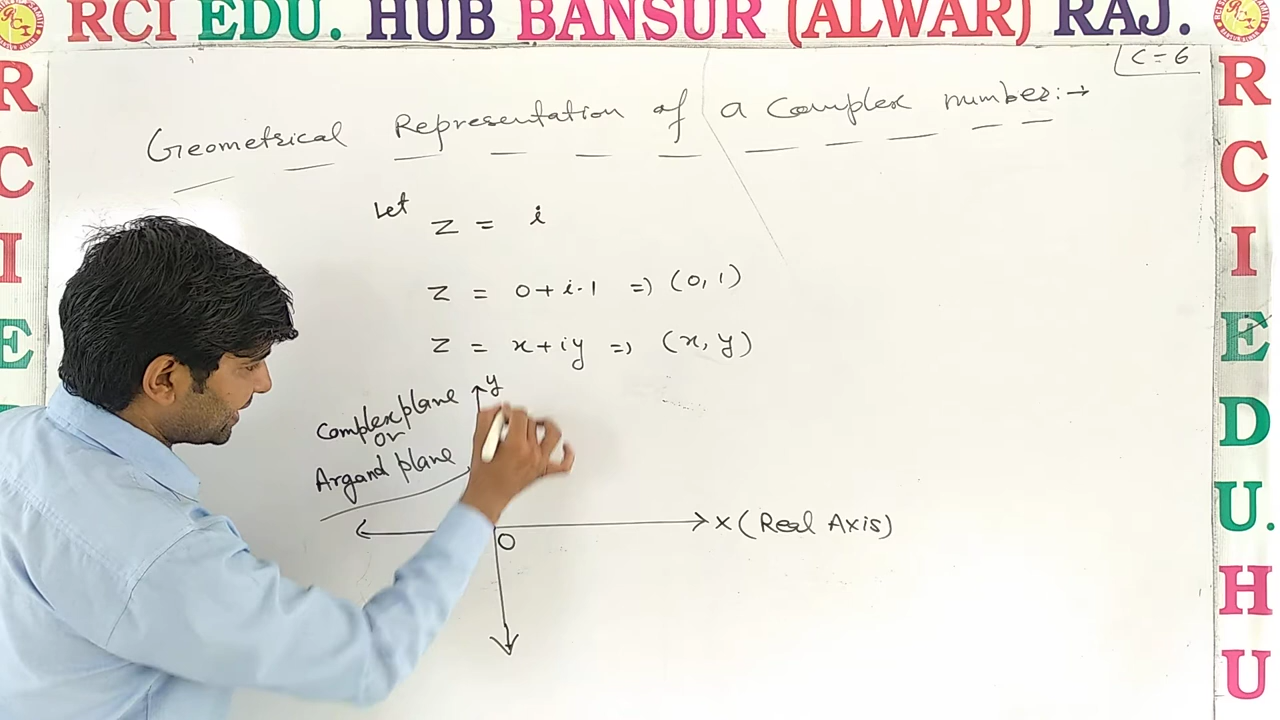 RCI EDU. HUB BANSUR (ALWAR) RAJ.
C = 6
Geometrical Representation of a Complex number:→
Let z = i
z = 0+i·1 => (0,1)
z = x+iy => (x,y)
y
Complex plane
or
Argand plane
X (Real Axis)
O
R
C
I
E
R
C
I
E
D
U.
H
U